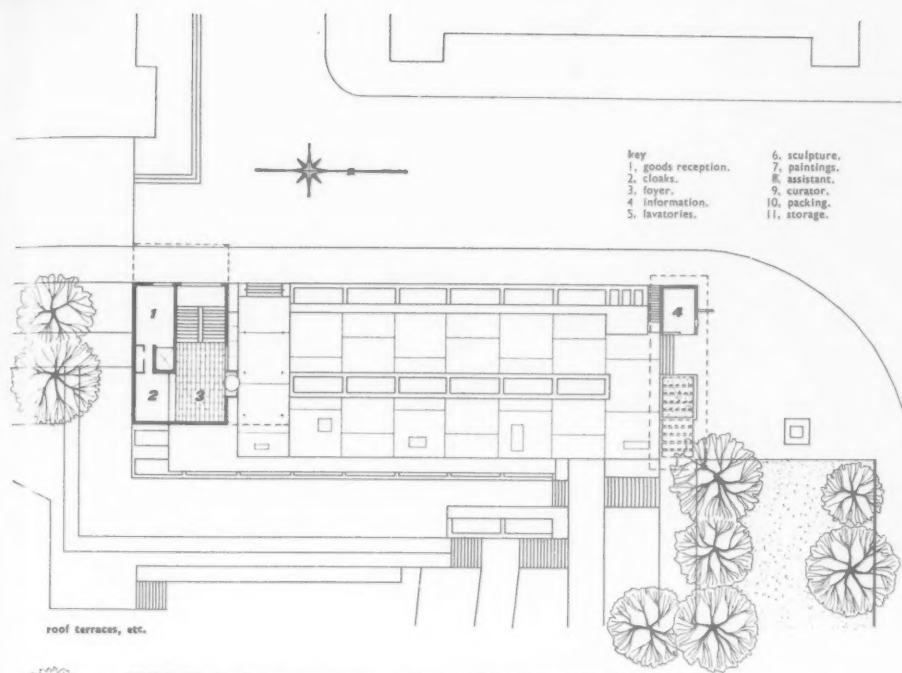 key
1, goods reception.
2, cloaks.
3, foyer.
4 information.
5, lavatories.
6, sculpture.
7, paintings.
8, assistant.
9, curator.
10, packing.
11, storage.
1
2
3
4
roof terraces, etc.